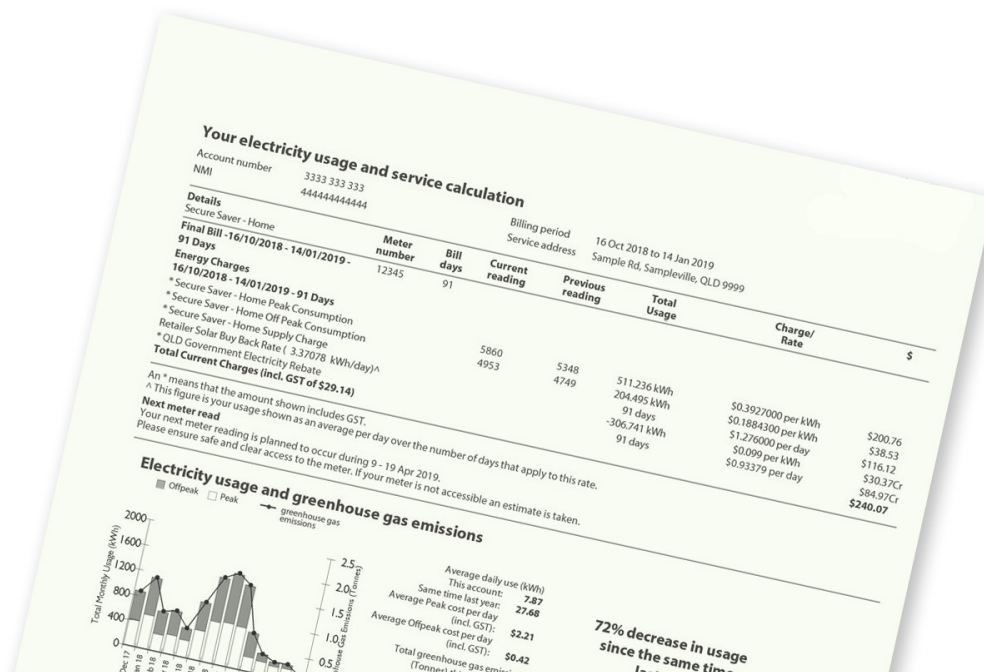 Your electricity usage and service calculation
Account number 3333 333 333
NMI 444444444444
Billing period 16 Oct 2018 to 14 Jan 2019
Service address Sample Rd, Sampleville, QLD 9999
Details Meter number Bill days Current reading Previous reading Total Usage Charge/ Rate $
Secure Saver - Home
Final Bill -16/10/2018 - 14/01/2019 - 12345 91
91 Days
Energy Charges
16/10/2018 - 14/01/2019 - 91 Days
* Secure Saver - Home Peak Consumption 5860 5348 511.236 kWh $0.3927000 per kWh $200.76
* Secure Saver - Home Off Peak Consumption 4953 4749 204.495 kWh $0.1884300 per kWh $38.53
* Secure Saver - Home Supply Charge 91 days $1.276000 per day $116.12
Retailer Solar Buy Back Rate ( 3.37078 kWh/day)^ -306.741 kWh $0.099 per kWh $30.37Cr
* QLD Government Electricity Rebate 91 days $0.93379 per day $84.97Cr
Total Current Charges (incl. GST of $29.14) $240.07
An * means that the amount shown includes GST.
^ This figure is your usage shown as an average per day over the number of days that apply to this rate.
Next meter read
Your next meter reading is planned to occur during 9 - 19 Apr 2019.
Please ensure safe and clear access to the meter. If your meter is not accessible an estimate is taken.
Electricity usage and greenhouse gas emissions
Offpeak Peak greenhouse gas
emissions
Total Monthly Usage (kWh)
2000
1600
1200
800
400
0
2.5
2.0
1.5
1.0
0.5
Gas Emissions (Tonnes)
Dec 17
Average daily use (kWh)
This account: 7.87
Same time last year: 27.68
Average Peak cost per day
(incl. GST): $2.21
Average Offpeak cost per day
(incl. GST): $0.42
Total greenhouse gas
(Tonnes)
72% decrease in usage
since the same time